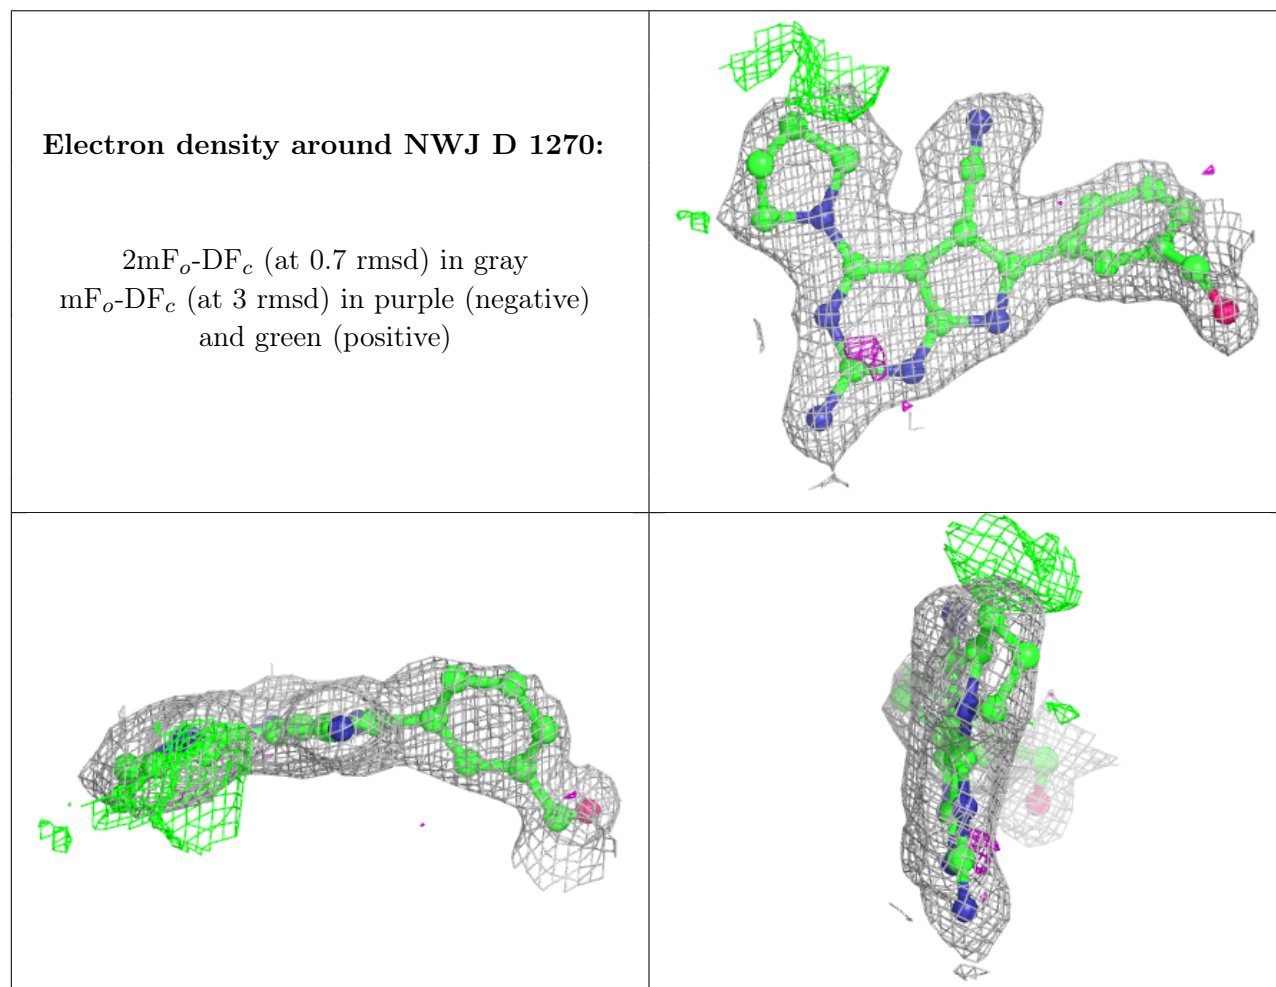 Electron density around NWJ D 1270:
2mFo-DFc (at 0.7 rmsd) in gray
mFo-DFc (at 3 rmsd) in purple (negative)
and green (positive)